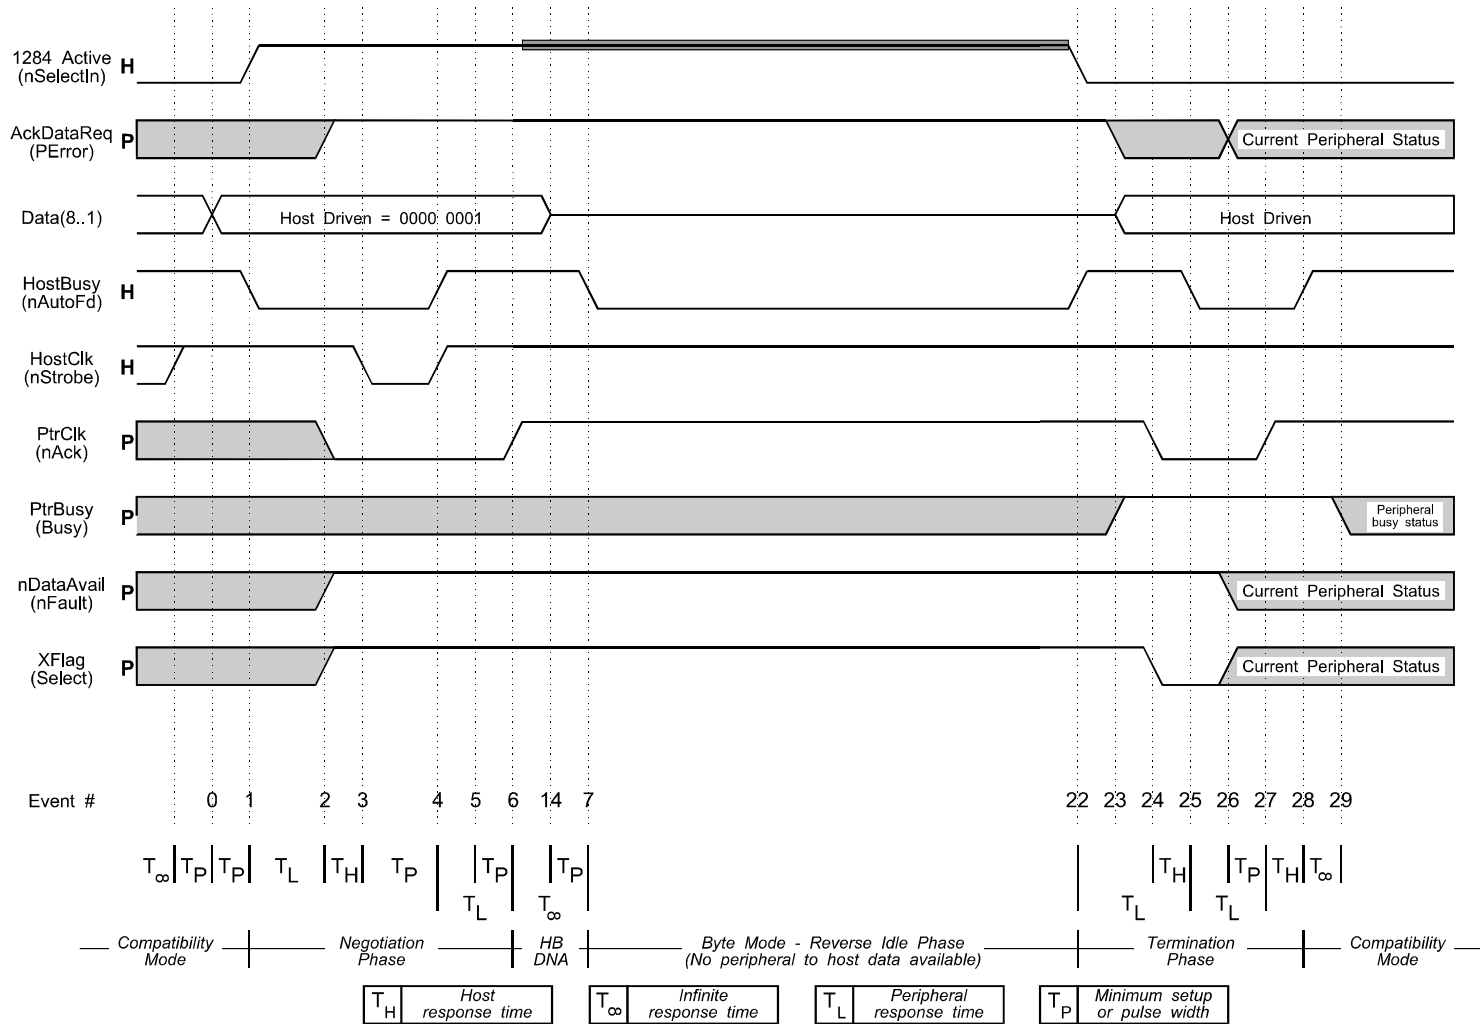 1284 Active
(nSelectIn)
H
AckDataReq
(PError)
P
Current Peripheral Status
Data(8..1)
Host Driven = 0000 0001
Host Driven
HostBusy
(nAutoFd)
H
HostClk
(nStrobe)
H
PtrClk
(nAck)
P
PtrBusy
(Busy)
P
Peripheral
busy status
nDataAvail
(nFault)
P
Current Peripheral Status
XFlag
(Select)
P
Current Peripheral Status
Event # 0 1 2 3 4 5 6 14 7 22 23 24 25 26 27 28 29
T∞ TP TP TL TH TP TP TP TH TP TH T∞
TL T∞ TL TL
Compatibility
Mode
Negotiation
Phase
HB
DNA
Byte Mode - Reverse Idle Phase
(No peripheral to host data available)
Termination
Phase
Compatibility
Mode
TH
Host
response time
T∞
Infinite
response time
TL
Peripheral
response time
TP
Minimum setup
or pulse width